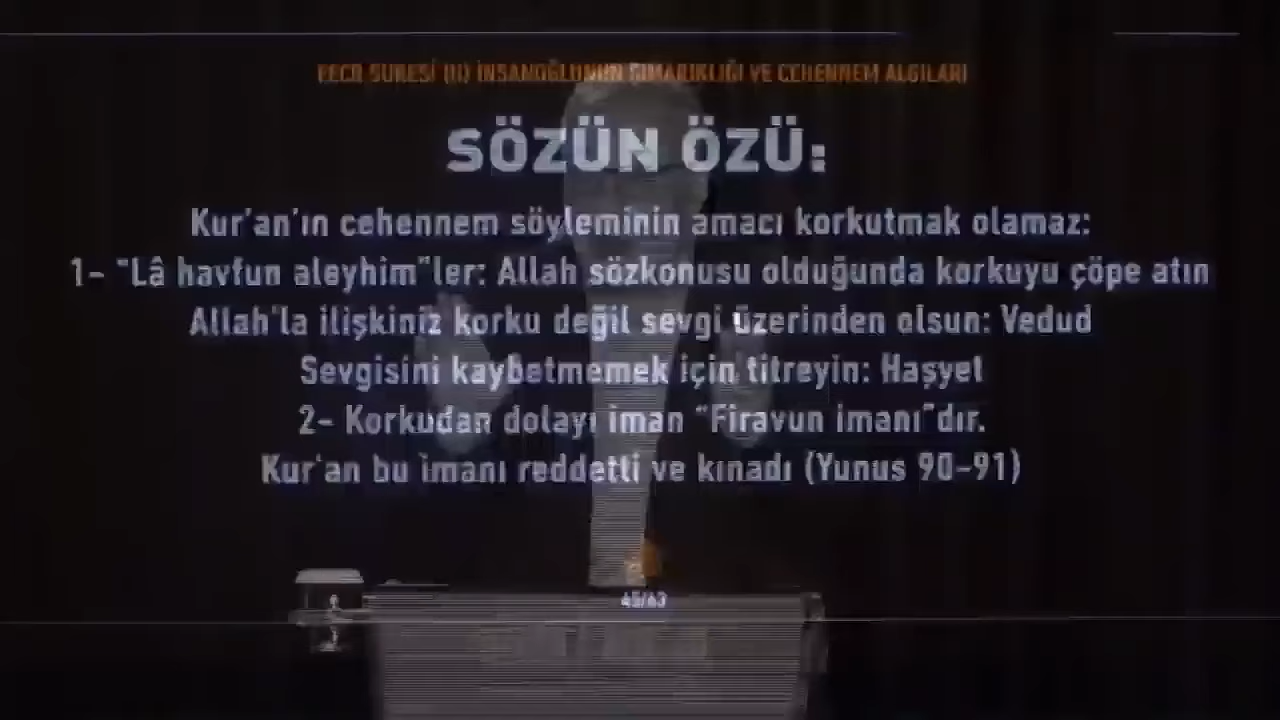 FECR SURESİ (II) İNSANOĞLUNUN ŞIMARIKLIĞI VE CEHENNEM ALGILARI
SÖZÜN ÖZÜ:
Kur'an'ın cehennem söyleminin amacı korkutmak olamaz:
1- "Lâ havfun aleyhim"ler: Allah sözkonusu olduğunda korkuyu çöpe atın
Allah'la ilişkiniz korku değil sevgi üzerinden olsun: Vedud
Sevgisini kaybetmemek için titreyin: Haşyet
2- Korkudan dolayı iman "Firavun imanı"dır.
Kur'an bu imanı reddetti ve kınadı (Yunus 90-91)
45/63